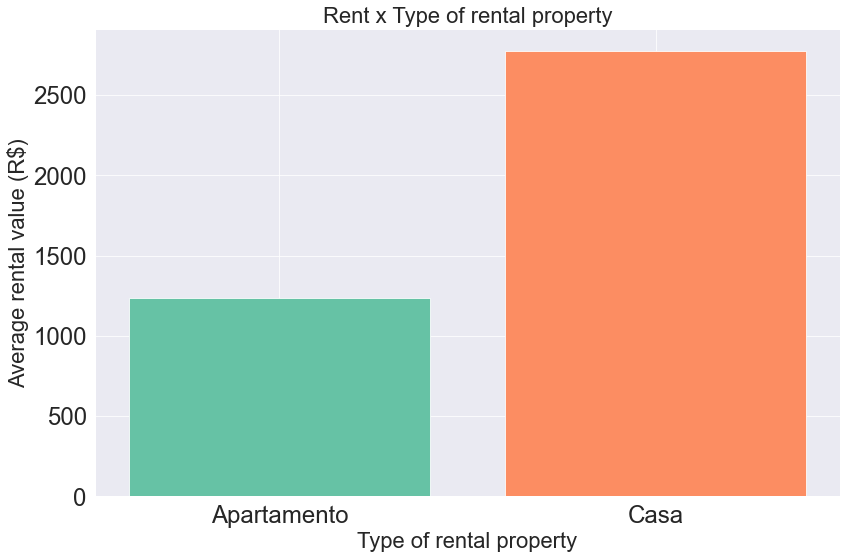 Rent x Type of rental property
Average rental value (R$)
2500
2000
1500
1000
500
0
Apartamento
Casa
Type of rental property